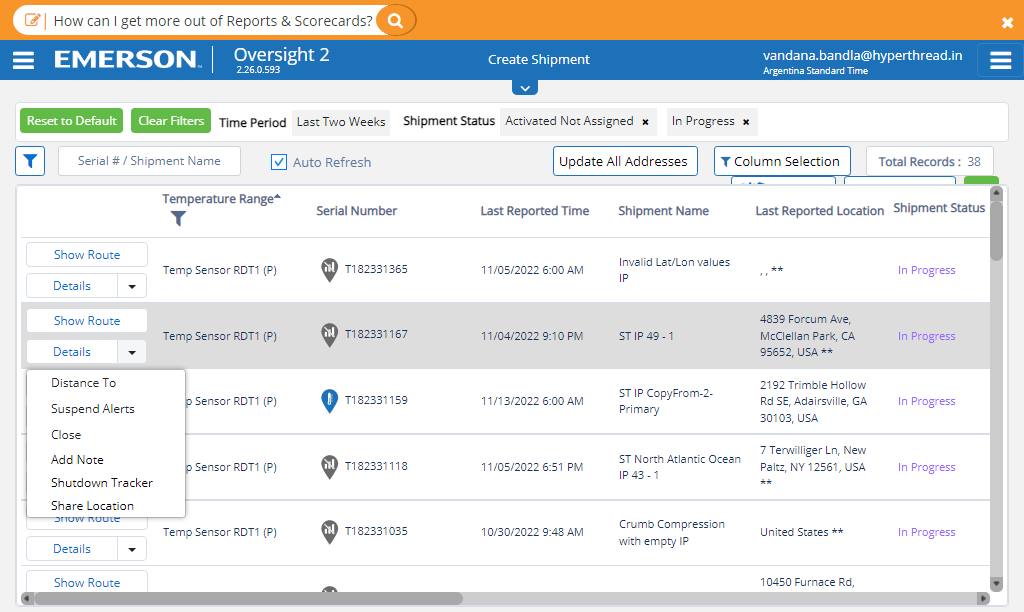 How can I get more out of Reports & Scorecards?
EMERSON. Oversight 2
2.26.0.593
Create Shipment
vandana.bandla@hyperthread.in
Argentina Standard Time
Reset to Default Clear Filters Time Period Last Two Weeks Shipment Status Activated Not Assigned × In Progress ×
Serial # / Shipment Name Auto Refresh Update All Addresses Column Selection Total Records : 38
Temperature Range Serial Number Last Reported Time Shipment Name Last Reported Location Shipment Status
Show Route
Details
Temp Sensor RDT1 (P) T182331365 11/05/2022 6:00 AM
Invalid Lat/Lon values
IP
, , **
In Progress
Show Route
Details
Temp Sensor RDT1 (P) T182331167 11/04/2022 9:10 PM ST IP 49 - 1
4839 Forcum Ave,
McClellan Park, CA
95652, USA **
In Progress
Distance To
Suspend Alerts
Close
Add Note
Shutdown Tracker
Share Location
p Sensor RDT1 (P) T182331159 11/13/2022 6:00 AM
ST IP CopyFrom-2-
Primary
2192 Trimble Hollow
Rd SE, Adairsville, GA
30103, USA
In Progress
p Sensor RDT1 (P) T182331118 11/05/2022 6:51 PM
ST North Atlantic Ocean
IP 43 - 1
7 Terwilliger Ln, New
Paltz, NY 12561, USA
**
In Progress
Show Route
Details
Temp Sensor RDT1 (P) T182331035 10/30/2022 9:48 AM
Crumb Compression
with empty IP
United States **
In Progress
Show Route
10450 Furnace Rd,